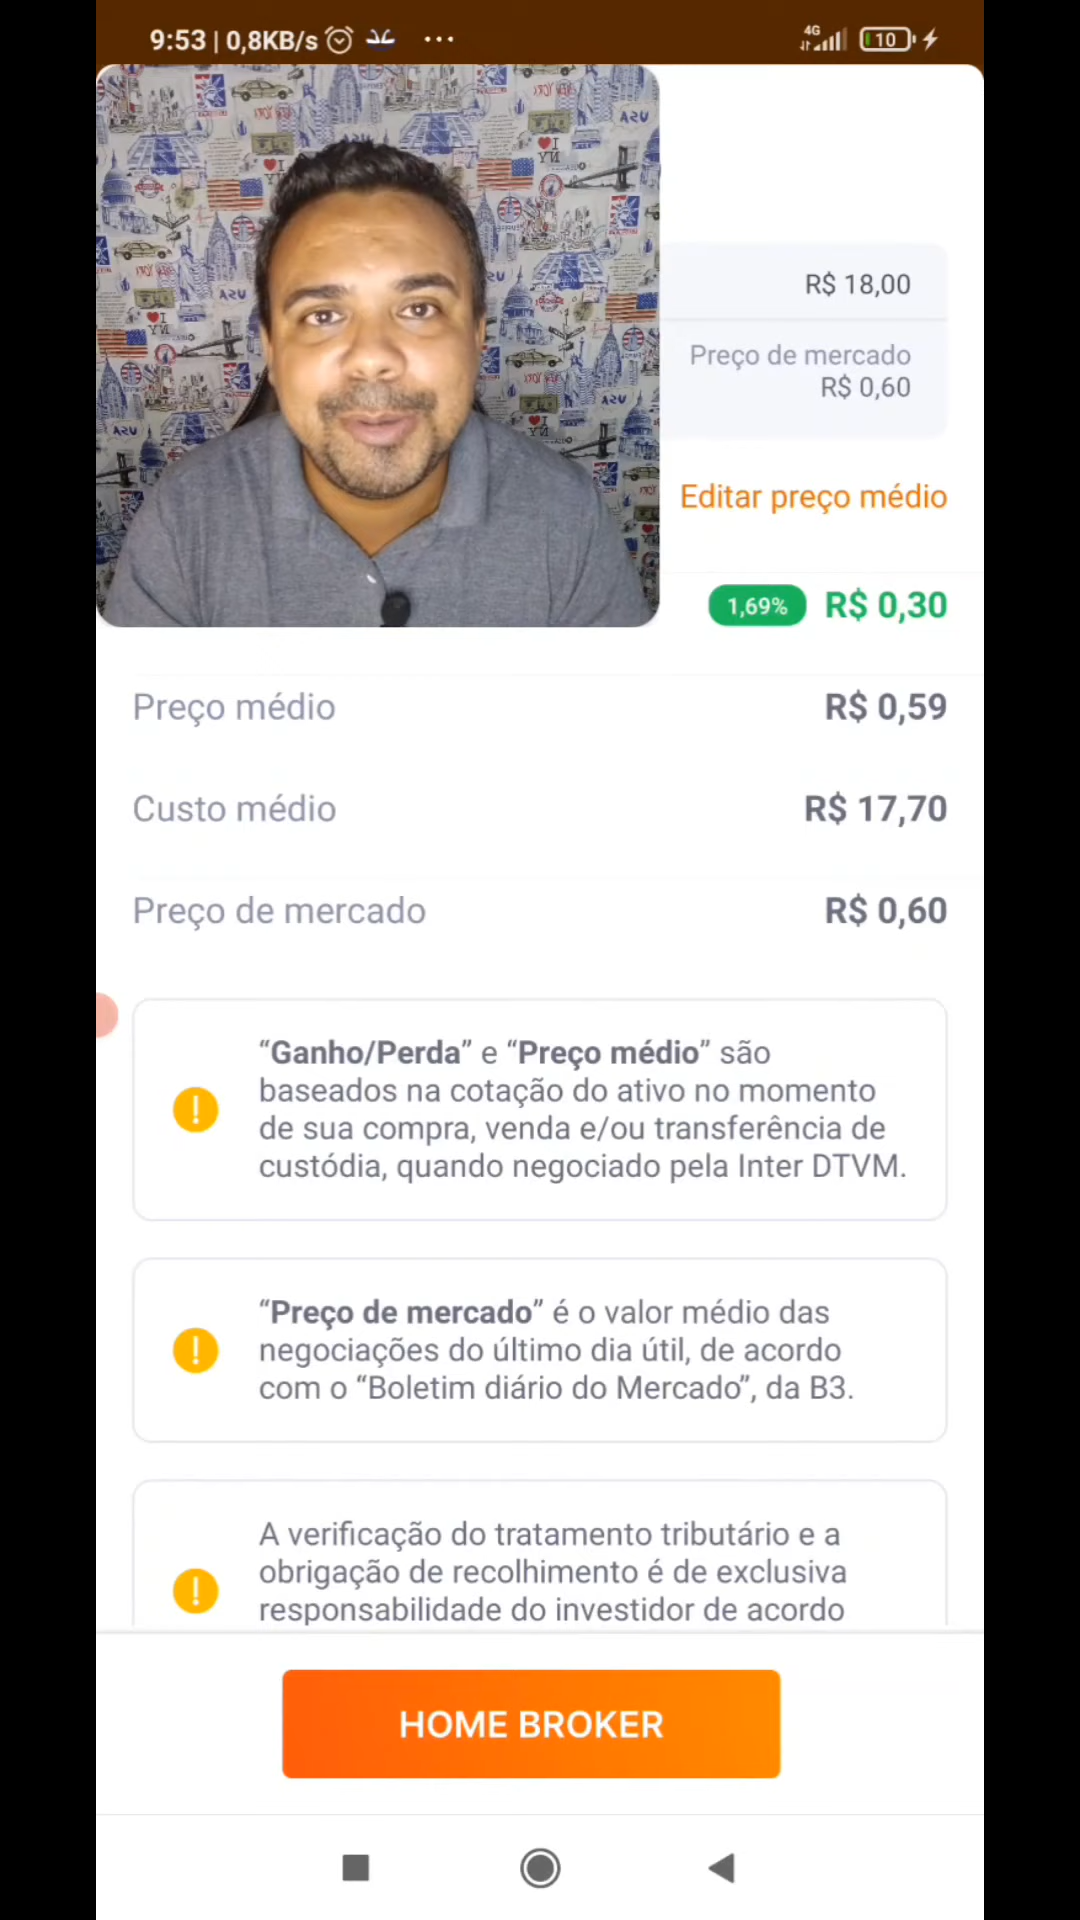 9:53 | 0,8KB/s ...
4G
10
R$ 18,00
Preço de mercado
R$ 0,60
Editar preço médio
1,69% R$ 0,30
Preço médio R$ 0,59
Custo médio R$ 17,70
Preço de mercado R$ 0,60
“Ganho/Perda” e “Preço médio” são
baseados na cotação do ativo no momento
de sua compra, venda e/ou transferência de
custódia, quando negociado pela Inter DTVM.
“Preço de mercado” é o valor médio das
negociações do último dia útil, de acordo
com o “Boletim diário do Mercado”, da B3.
A verificação do tratamento tributário e a
obrigação de recolhimento é de exclusiva
responsabilidade do investidor de acordo
HOME BROKER